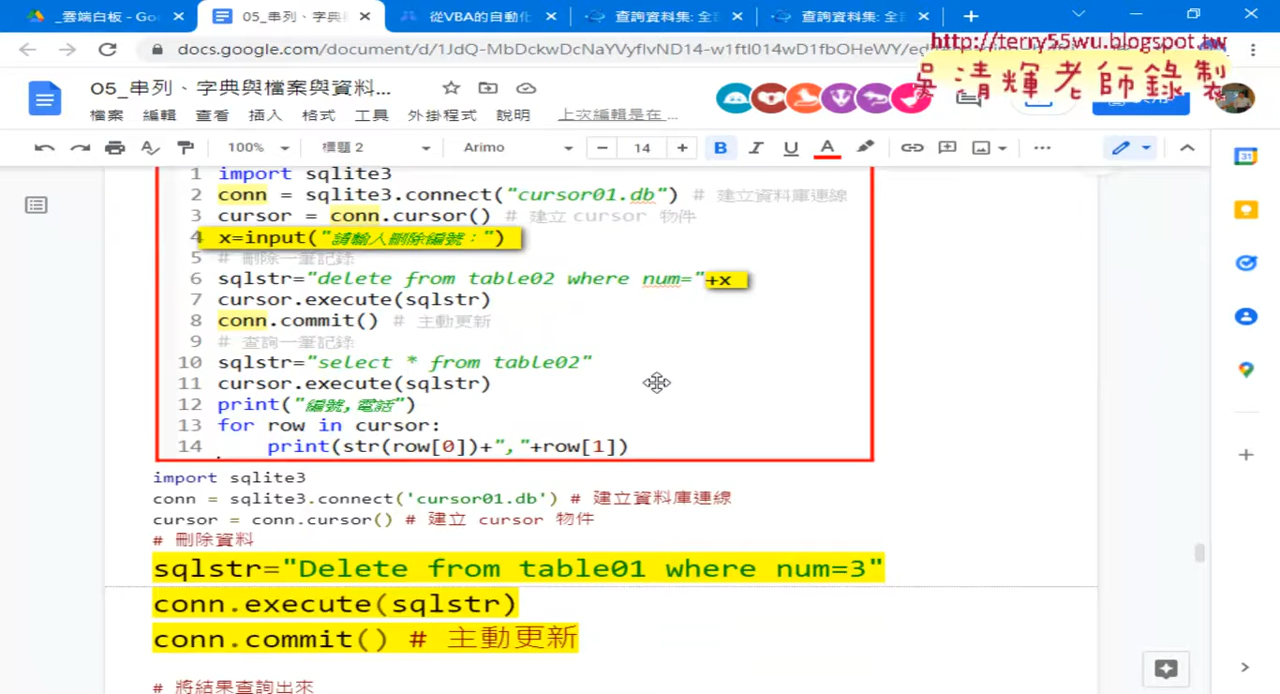 _雲端白板 - Goo
05_串列、字典
從VBA的自動化
查詢資料集: 全
查詢資料集: 全
docs.google.com/document/d/1JdQ-MbDckwDcNaYVyflvND14-w1ftI014wD1fbOHeWY/ed
http://terry55wu.blogspot.tw
吳清輝老師錄製
05_串列、字典與檔案與資料...
檔案 編輯 查看 插入 格式 工具 外掛程式 說明 上次編輯是在 ...
100% 標題 2 Arimo 14 B I U A
1 import sqlite3
2 conn = sqlite3.connect("cursor01.db") # 建立資料庫連線
3 cursor = conn.cursor() # 建立 cursor 物件
4 x=input("請輸入刪除編號：")
5 # 刪除一筆記錄
6 sqlstr="delete from table02 where num="+x
7 cursor.execute(sqlstr)
8 conn.commit() # 主動更新
9 # 查詢一筆記錄
10 sqlstr="select * from table02"
11 cursor.execute(sqlstr)
12 print("編號,電話")
13 for row in cursor:
14 print(str(row[0])+","+row[1])
import sqlite3
conn = sqlite3.connect('cursor01.db') # 建立資料庫連線
cursor = conn.cursor() # 建立 cursor 物件
# 刪除資料
sqlstr="Delete from table01 where num=3"
conn.execute(sqlstr)
conn.commit() # 主動更新
# 將結果查詢出來